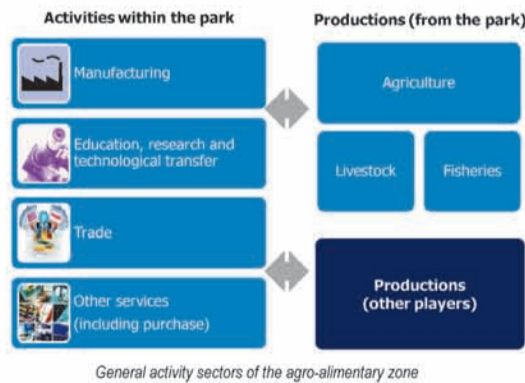 Activities within the park
Manufacturing
Education, research and
technological transfer
Trade
Other services
(including purchase)
Productions (from the park)
Agriculture
Livestock
Fisheries
Productions
(other players)
General activity sectors of the agro-alimentary zone